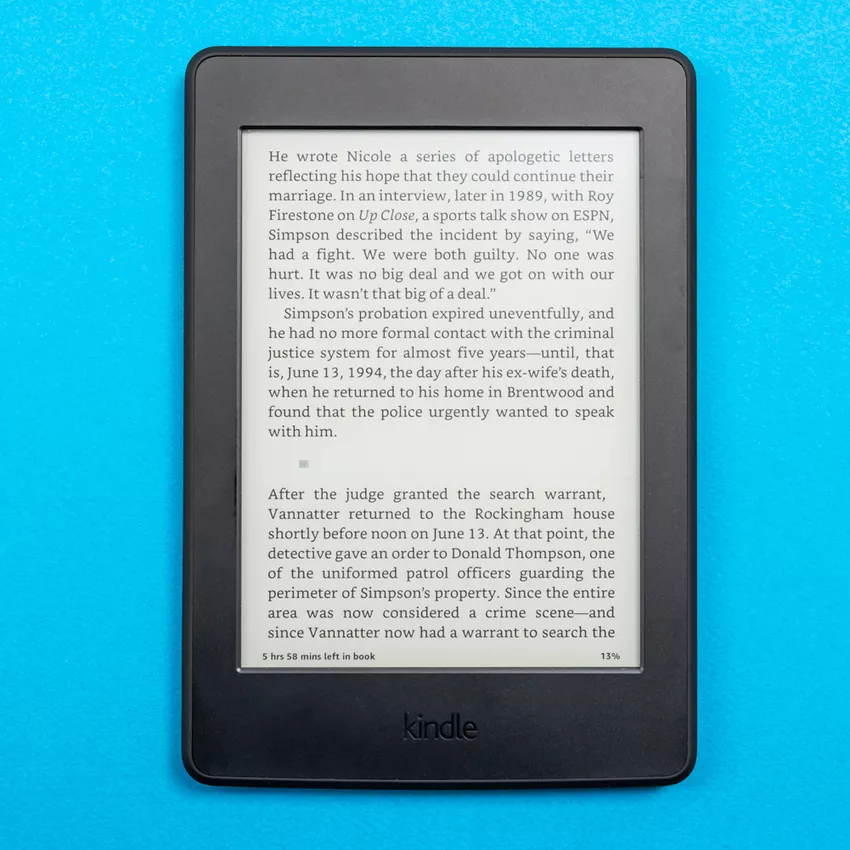 He wrote Nicole a series of apologetic letters
reflecting his hope that they could continue their
marriage. In an interview, later in 1989, with Roy
Firestone on Up Close, a sports talk show on ESPN,
Simpson described the incident by saying, “We
had a fight. We were both guilty. No one was
hurt. It was no big deal and we got on with our
lives. It wasn’t that big of a deal.”
Simpson’s probation expired uneventfully, and
he had no more formal contact with the criminal
justice system for almost five years—until, that
is, June 13, 1994, the day after his ex-wife’s death,
when he returned to his home in Brentwood and
found that the police urgently wanted to speak
with him.
After the judge granted the search warrant,
Vannatter returned to the Rockingham house
shortly before noon on June 13. At that point, the
detective gave an order to Donald Thompson, one
of the uniformed patrol officers guarding the
perimeter of Simpson’s property. Since the entire
area was now considered a crime scene—and
since Vannatter now had a warrant to search the
5 hrs 58 mins left in book 13%
kindle